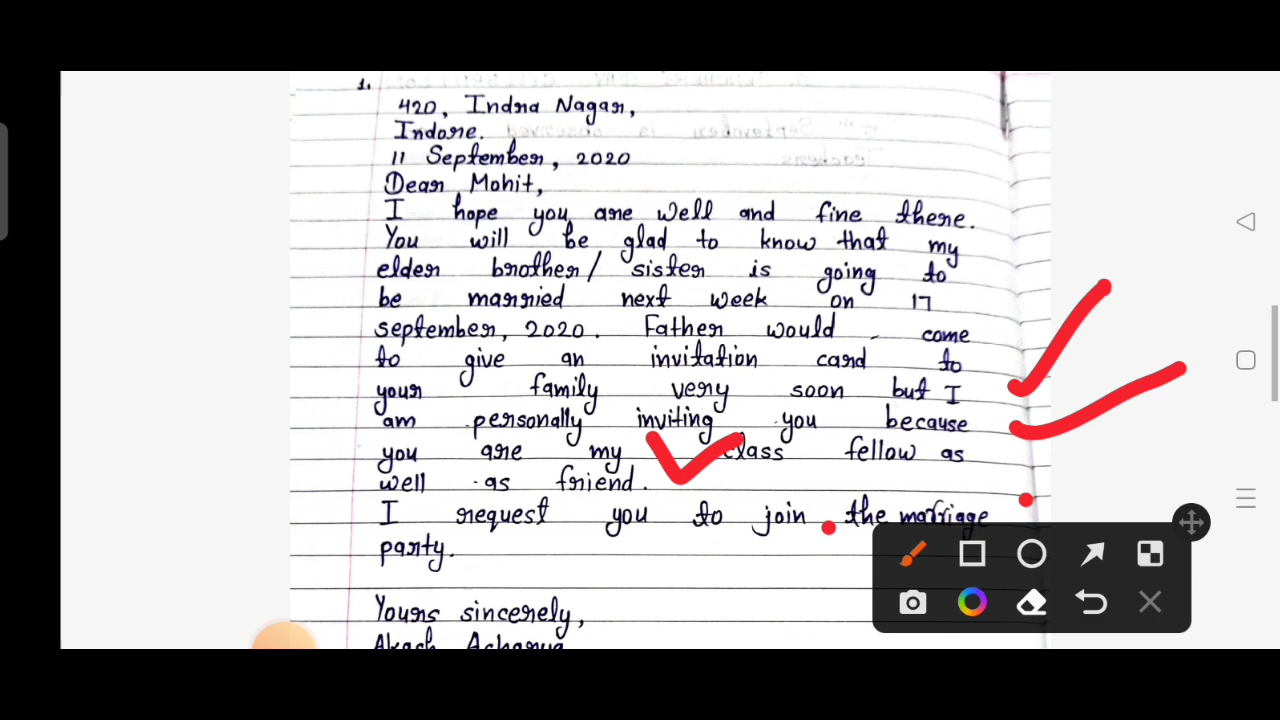 1.
420, Indra Nagar,
Indore.
11 September, 2020
Dear Mohit,
I hope you are well and fine there.
You will be glad to know that my
elder brother/ sister is going to
be married next week on 17
september, 2020. Father would come
to give an invitation card to
your family very soon but I
am personally inviting you because
you are my class fellow as
well as friend.
I request you to join the marriage
party.
Yours sincerely,
Akash Acharya